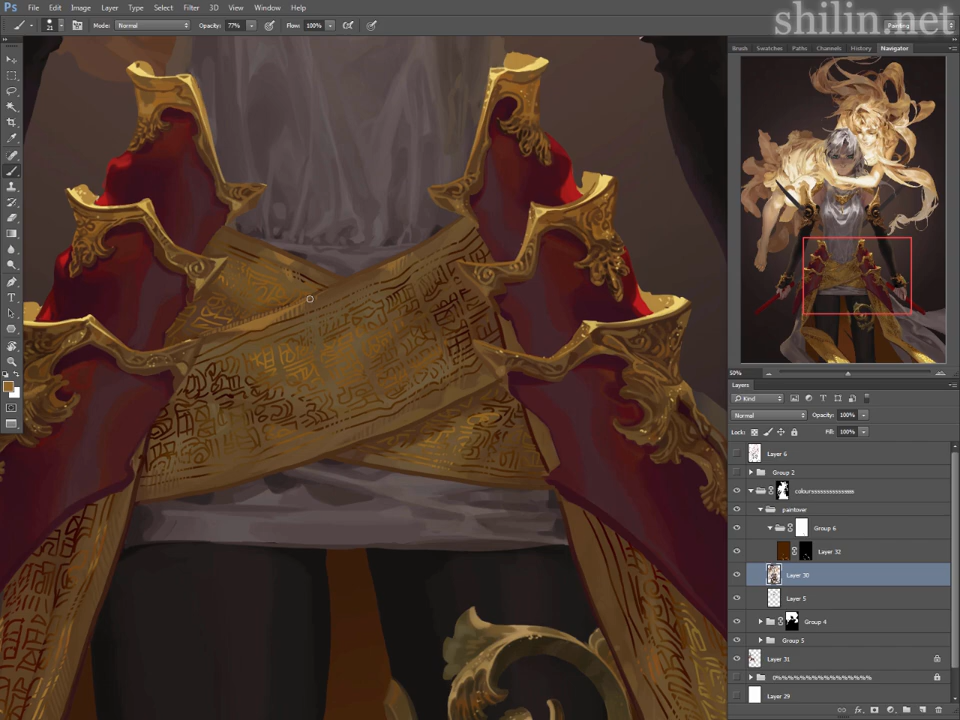 Ps File Edit Image Layer Type Select Filter 3D View Window Help
shilin.net
21 Mode: Normal Opacity: 77% Flow: 100% Painting
Brush Swatches Paths Channels History Navigator
50%
Layers
Kind
Normal Opacity: 100%
Lock: Fill: 100%
Layer 6
Group 2
paintover
Group 6
Layer 32
Layer 30
Layer 5
Group 4
Group 5
Layer 31
Layer 29
fx